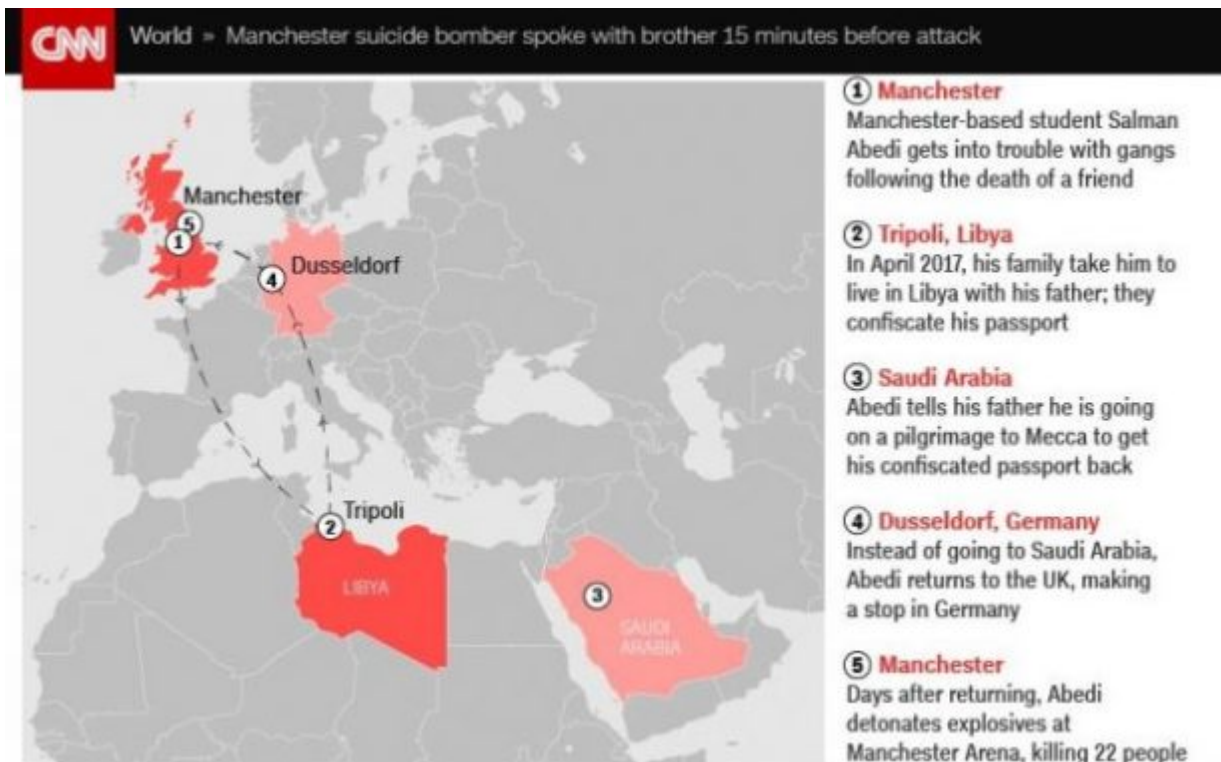 CNN World » Manchester suicide bomber spoke with brother 15 minutes before attack
Manchester
5
1
4 Dusseldorf
2 Tripoli
LIBYA
3
SAUDI
ARABIA
1 Manchester
Manchester-based student Salman
Abedi gets into trouble with gangs
following the death of a friend
2 Tripoli, Libya
In April 2017, his family take him to
live in Libya with his father; they
confiscate his passport
3 Saudi Arabia
Abedi tells his father he is going
on a pilgrimage to Mecca to get
his confiscated passport back
4 Dusseldorf, Germany
Instead of going to Saudi Arabia,
Abedi returns to the UK, making
a stop in Germany
5 Manchester
Days after returning, Abedi
detonates explosives at
Manchester Arena, killing 22 people